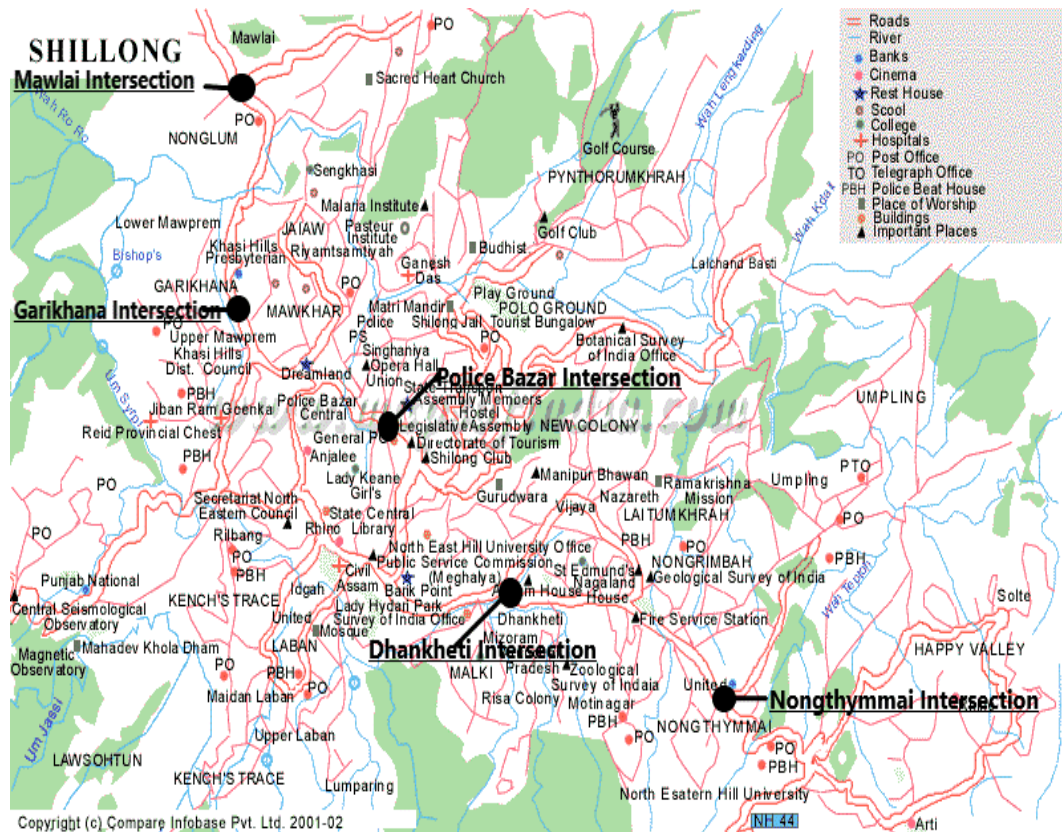 SHILLONG
Mawlai Intersection
Mawlai
PO
Sacred Heart Church
Wah Ro Ro
PO
NONGLUM
Golf Course
Wah Leng karding
PYNTHORUMKHRAH
Sengkhasi
Malaria Institute
Lower Mawprem
JAIAW
Pasteur
Institute
Golf Club
Wah Kdait
Khasi Hills
Presbyterian
Riyamtsamtiyah
Budhist
Bishop's
Ganesh
Das
Lalchand Basti
GARIKHANA
Garikhana Intersection
MAWKHAR
PO
Matri Mandir
Play Ground
POLO GROUND
Police
Shilong Jail
Tourist Bungalow
PO
Upper Mawprem
PS
PO
Botanical Survey
of India Office
Khasi Hills
Dist. Council
Singhaniya
Opera Hall
Union
Dreamland
Police Bazar Intersection
PBH
Police Bazar
Central
Assembly Memoers
Hostel
UMPLING
Jiban Ram Goenka
Legislative Assembly
NEW COLONY
Reid Provincial Chest
General PO
Directorate of Tourism
Anjalee
Shilong Club
PBH
Lady Keane
Girl's
Manipur Bhawan
Ramakrishna
Mission
Umpling
PTO
PO
Gurudwara
Nazareth
Secretariat North
Eastern Council
State Central
Library
Vijaya
LAITUMKHRAH
PO
PO
Rilbang
Rhino
North East Hill University Office
PBH
PO
NONGRIMBAH
PO
Public Service Commission
(Meghalya)
St Edmund's
PBH
Punjab National
PBH
Civil
Geological Survey of India
Idgah
Assam
Barik Point
House
Nagaland
House
Central Seismological
Observatory
KENCH'S TRACE
Lady Hydari Park
Solte
United
Survey of India Office
Dhankheti
Fire Service Station
Mosque
Mizoram
HAPPY VALLEY
Mahadev Khola Dham
LABAN
Dhankheti Intersection
Magnetic
Observatory
PO
PBH
MALKI
Pradesh
Zoological
Survey of Indaia
United
Maidan Laban
PO
Risa Colony
Motinagar
Nongthymmai Intersection
PBH
NONGTHYMMAI
Um Jassi
Upper Laban
PO
PO
LAWSOHTUN
PBH
KENCH'S TRACE
Lumparing
North Esatern Hill University
Copyright (c) Compare Infobase Pvt. Ltd. 2001-02
NH 44
Arti
Roads
River
Banks
Cinema
Rest House
Scool
College
Hospitals
PO Post Office
TO Telegraph Office
PBH Police Beat House
Place of Worship
Buildings
Important Places